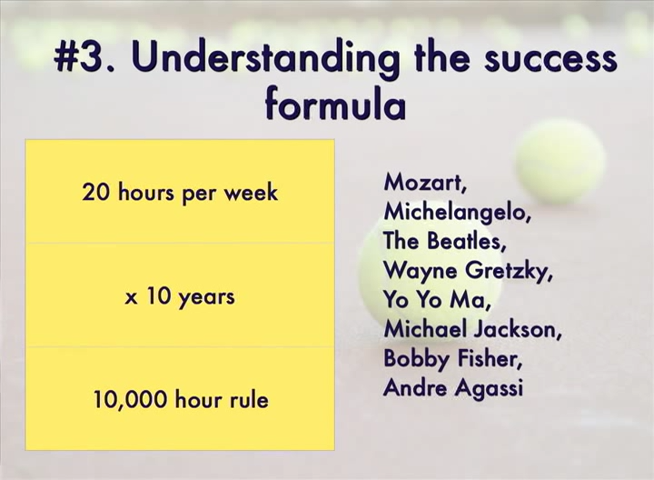 #3. Understanding the success
formula
20 hours per week
x 10 years
10,000 hour rule
Mozart,
Michelangelo,
The Beatles,
Wayne Gretzky,
Yo Yo Ma,
Michael Jackson,
Bobby Fisher,
Andre Agassi